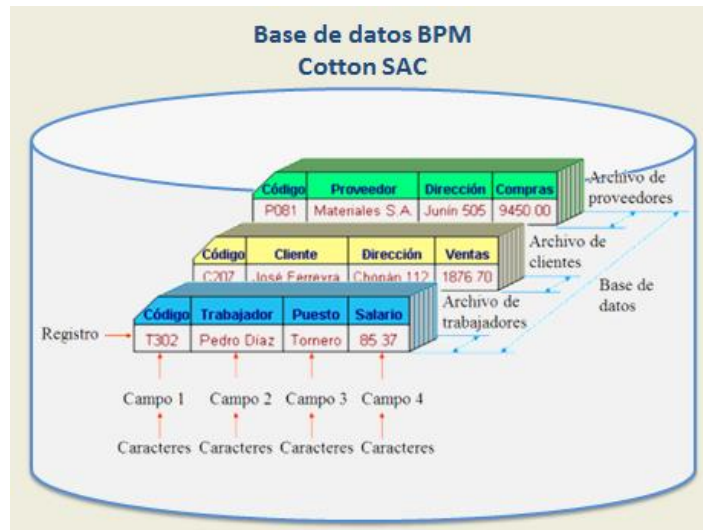 Base de datos BPM
Cotton SAC
Código Proveedor Dirección Compras
P081 Materiales S.A. Junín 505 9450 00
Archivo de
proveedores
Código Cliente Dirección Ventas
C207 José Ferreyra Chopán 112 1876 70
Archivo de
clientes
Base de
datos
Código Trabajador Puesto Salario
T302 Pedro Díaz Tornero 85 37
Archivo de
trabajadores
Registro
Campo 1 Campo 2 Campo 3 Campo 4
Caracteres Caracteres Caracteres Caracteres